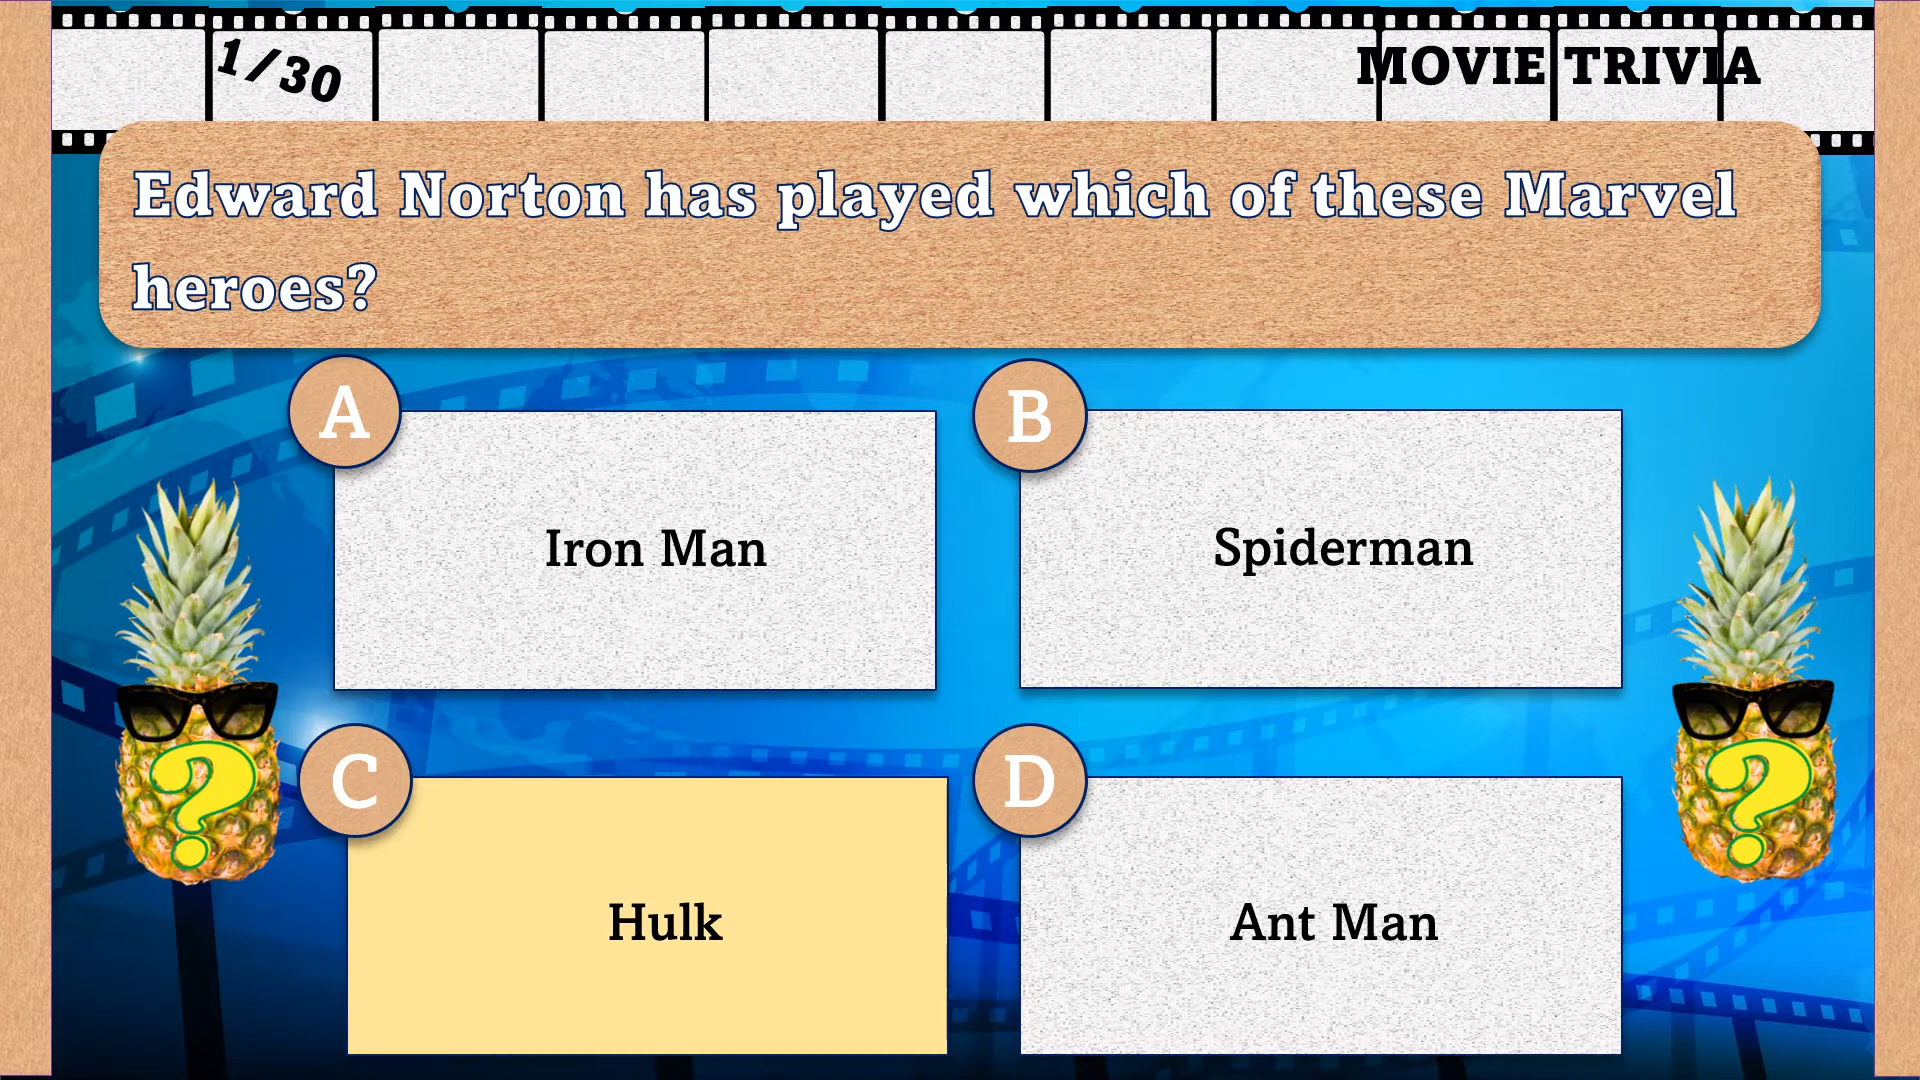 1/30
MOVIE TRIVIA
Edward Norton has played which of these Marvel
heroes?
A
Iron Man
B
Spiderman
C
Hulk
D
Ant Man
?
?